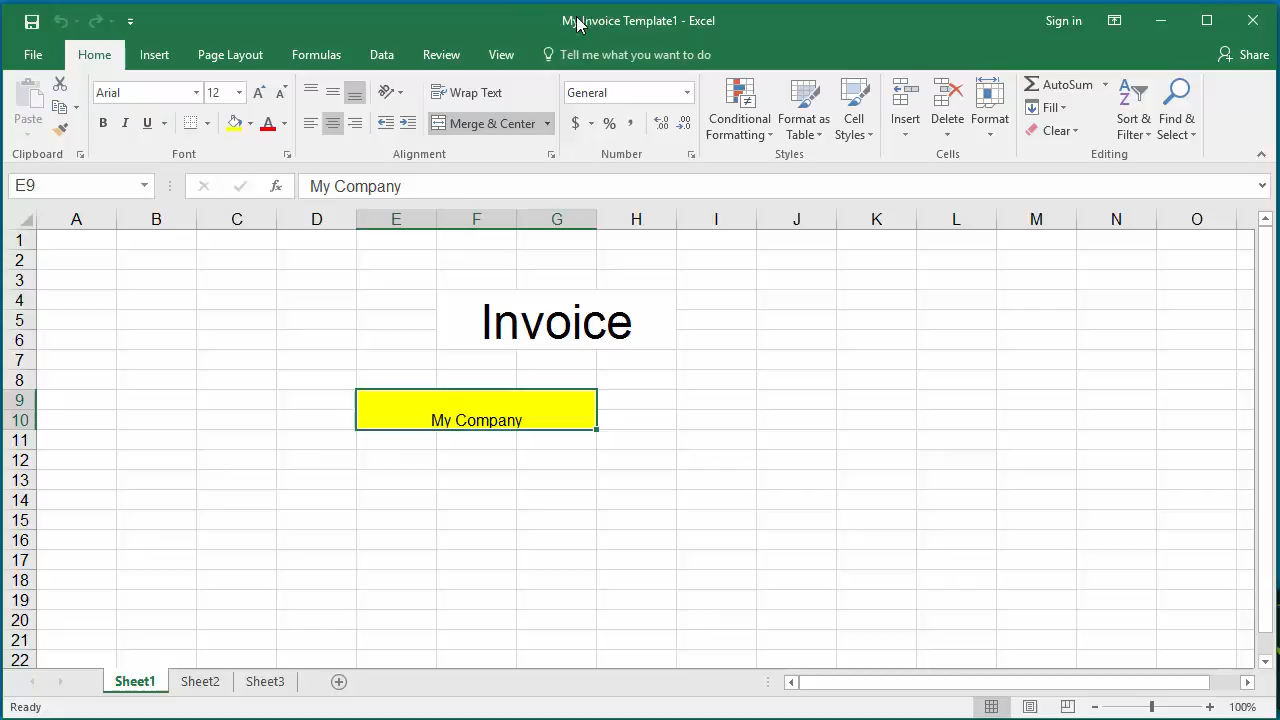 My Invoice Template1 - Excel
Sign in
File Home Insert Page Layout Formulas Data Review View Tell me what you want to do Share
Paste
Arial 12
B I U A
Wrap Text
Merge & Center
General
$ % ,
Conditional Formatting
Format as Table
Cell Styles
Insert Delete Format
AutoSum
Fill
Clear
Sort & Filter
Find & Select
Clipboard Font Alignment Number Styles Cells Editing
E9 fx My Company
A B C D E F G H I J K L M N O
1
2
3
4
5
Invoice
6
7
8
9
10
My Company
11
12
13
14
15
16
17
18
19
20
21
22
Sheet1 Sheet2 Sheet3
Ready 100%